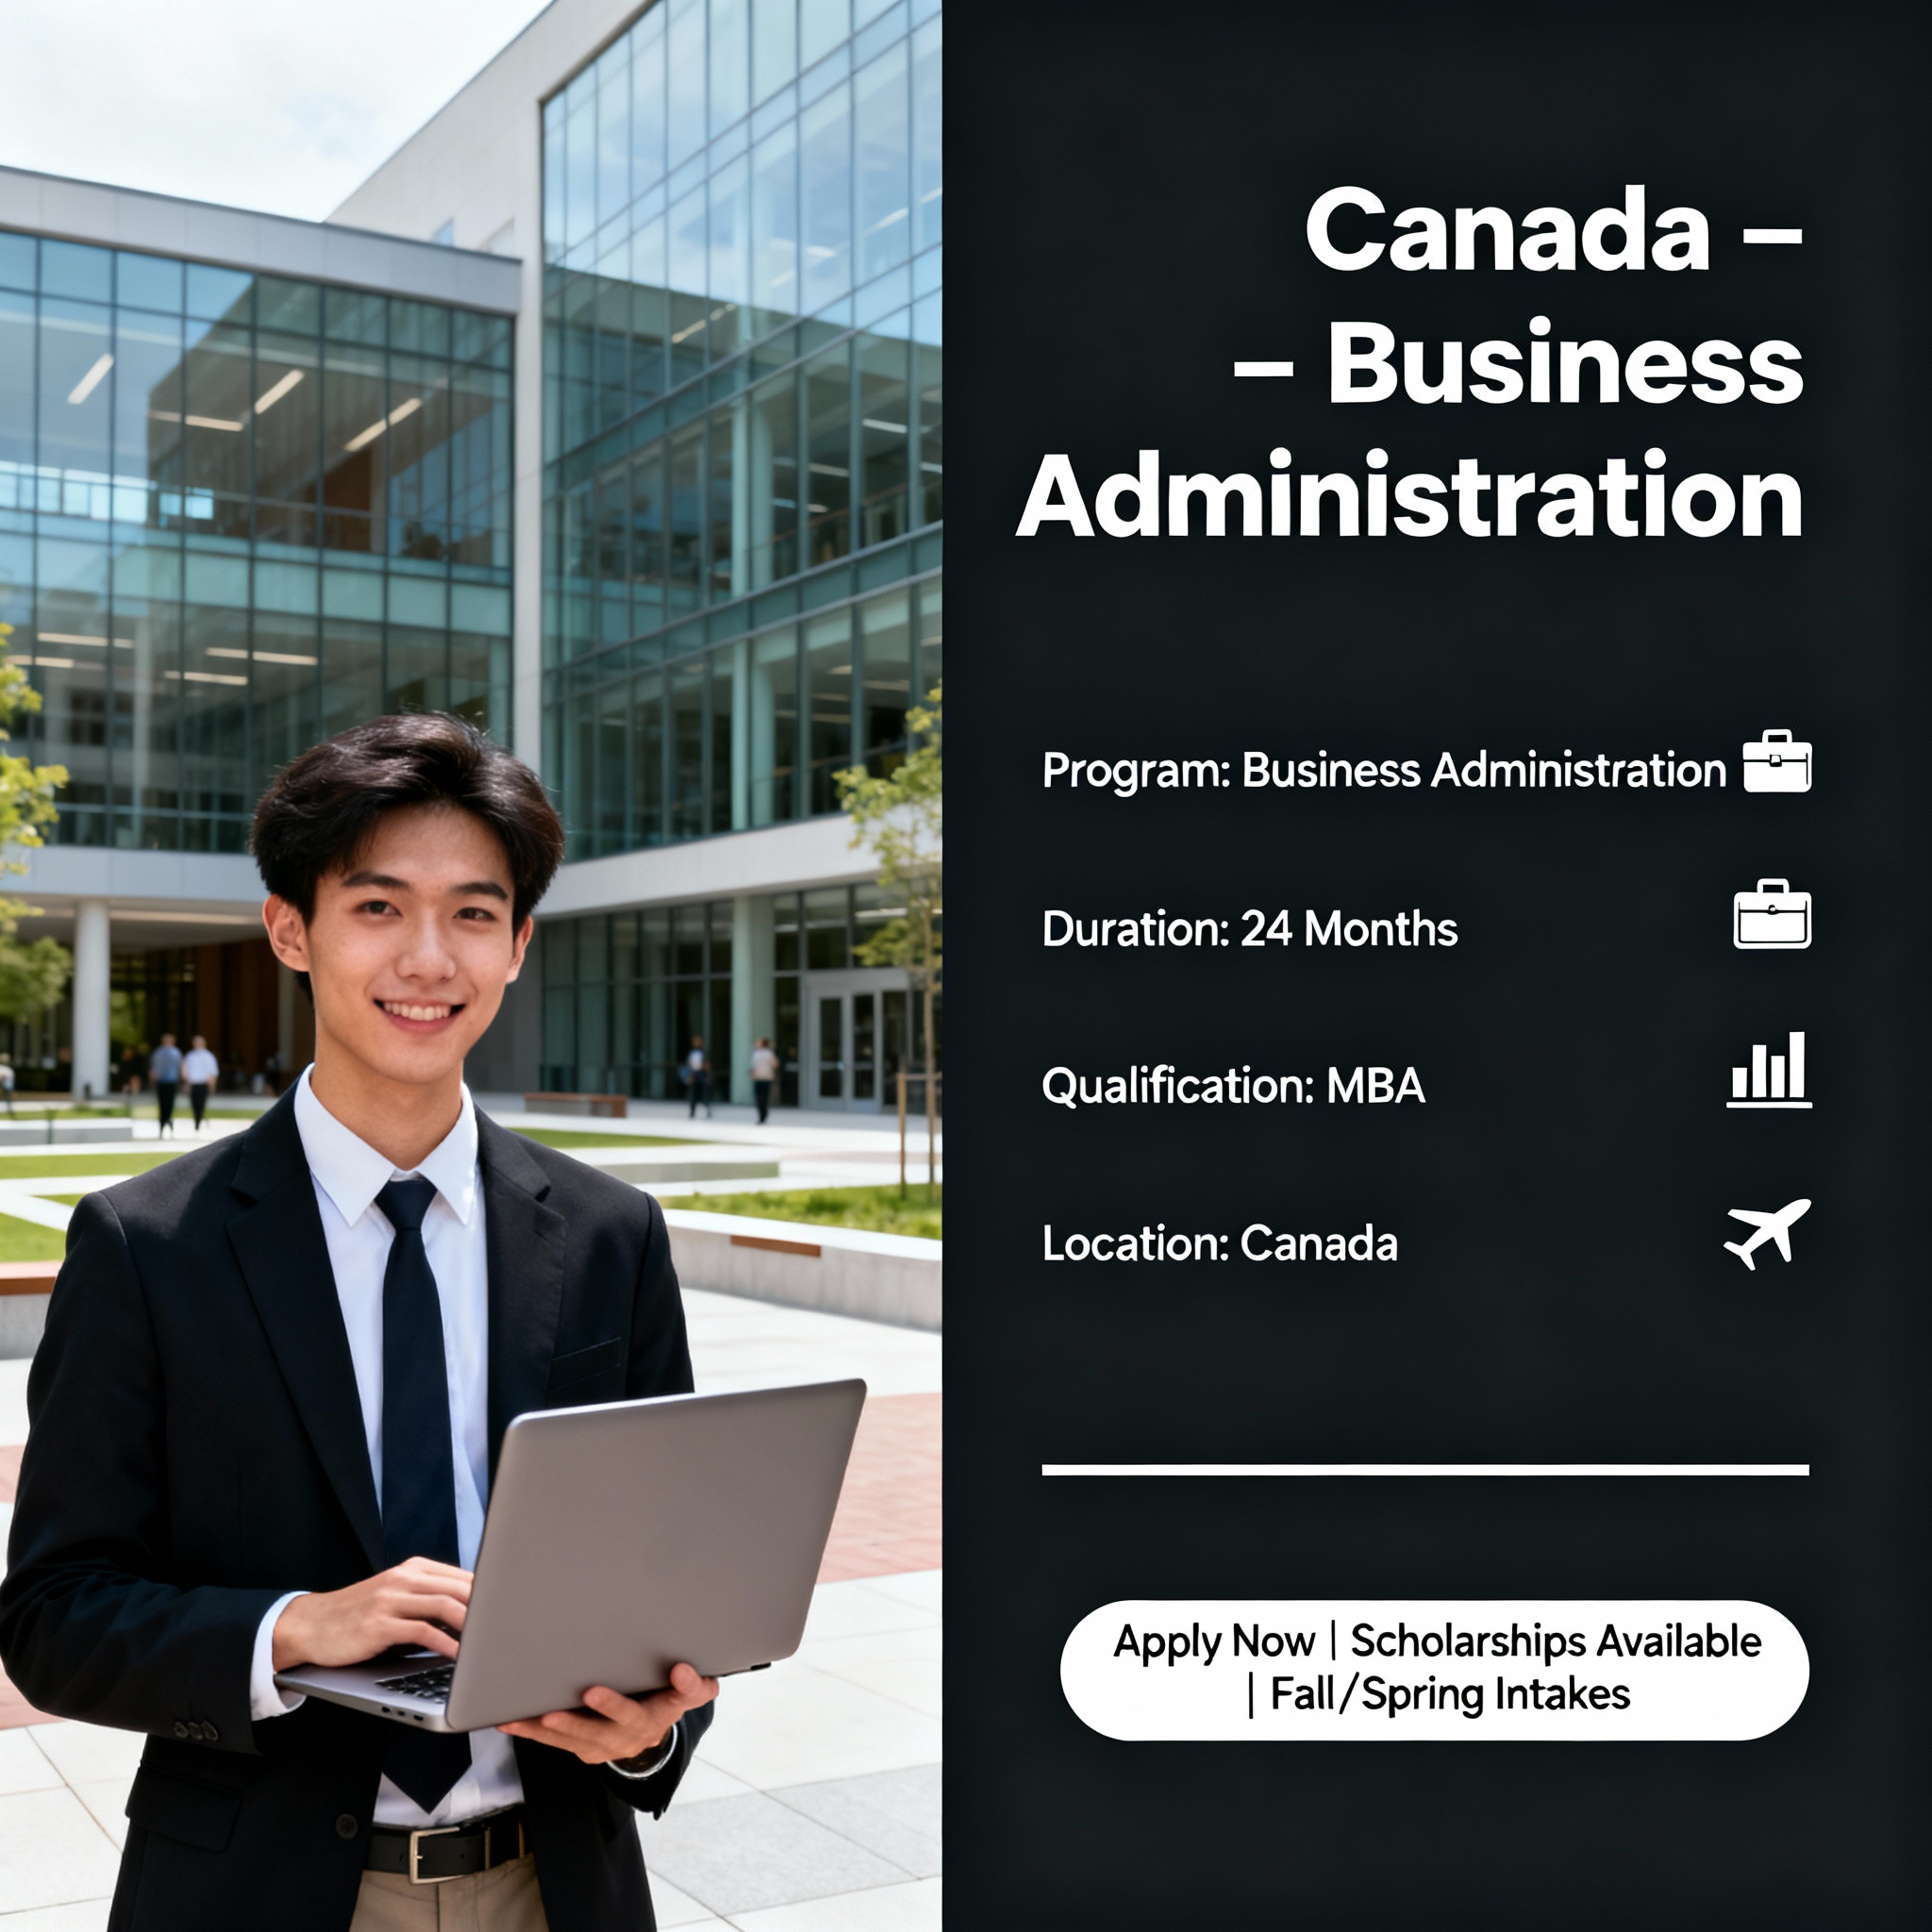 Canada –
– Business
Administration
Program: Business Administration
Duration: 24 Months
Qualification: MBA
Location: Canada
Apply Now | Scholarships Available
| Fall/Spring Intakes